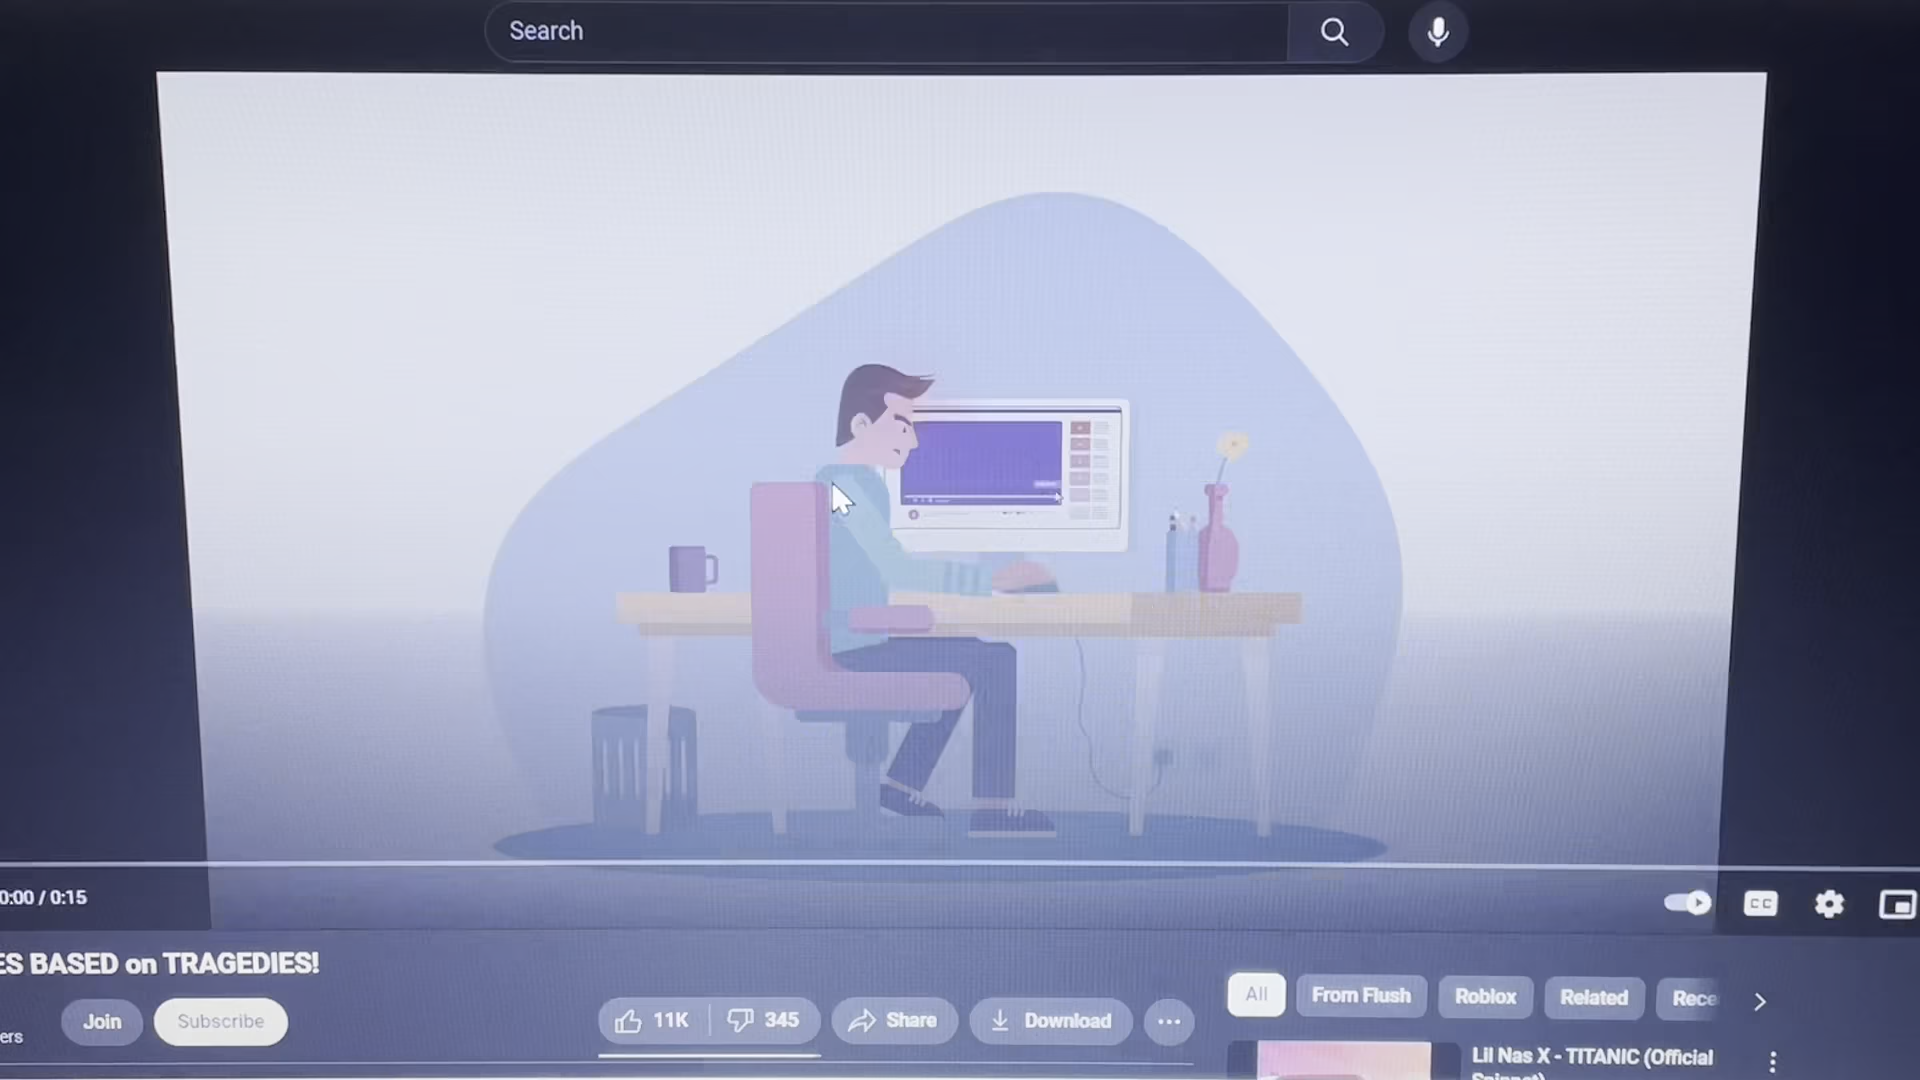 Search
0:00 / 0:15
ES BASED on TRAGEDIES!
ers
Join
Subscribe
11K
345
Share
Download
All
From Flush
Roblox
Related
Rece
Lil Nas X - TITANIC (Official